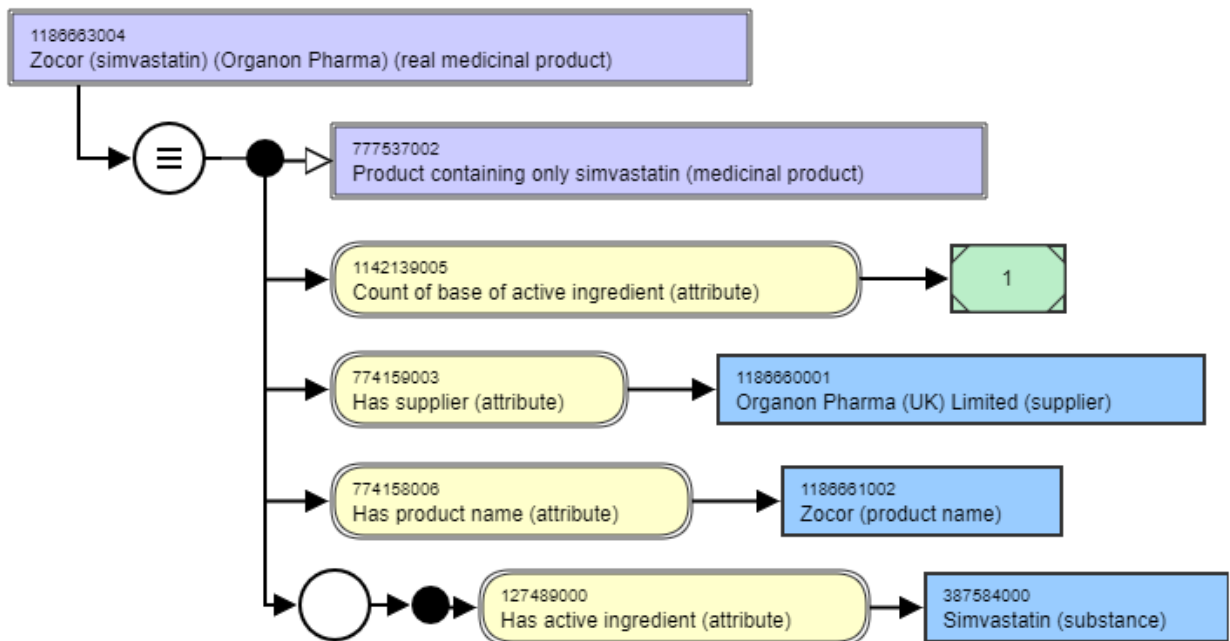 1186663004
Zocor (simvastatin) (Organon Pharma) (real medicinal product)
777537002
Product containing only simvastatin (medicinal product)
1142139005
Count of base of active ingredient (attribute)
1
774159003
Has supplier (attribute)
1186660001
Organon Pharma (UK) Limited (supplier)
774158006
Has product name (attribute)
1186661002
Zocor (product name)
127489000
Has active ingredient (attribute)
387584000
Simvastatin (substance)